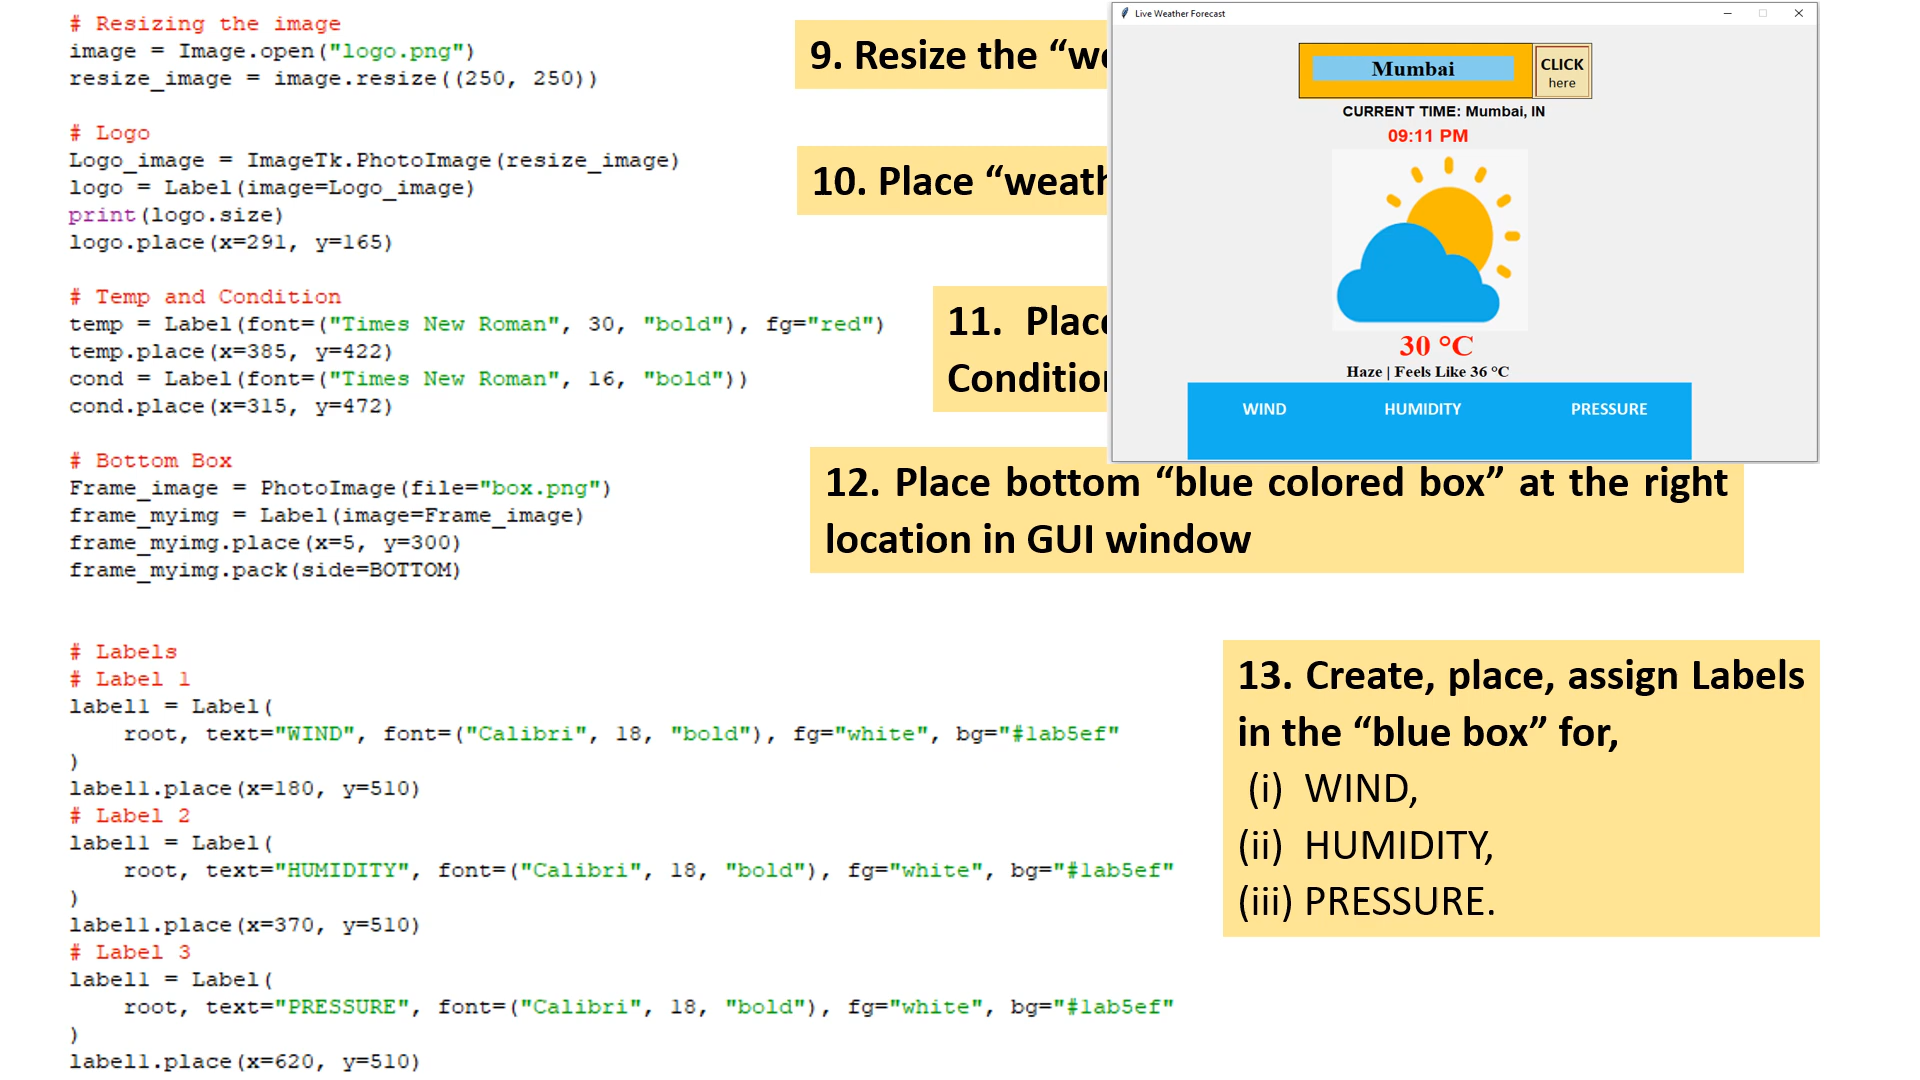 # Resizing the image
image = Image.open("logo.png")
resize_image = image.resize((250, 250))
# Logo
Logo_image = ImageTk.PhotoImage(resize_image)
logo = Label(image=Logo_image)
print(logo.size)
logo.place(x=291, y=165)
# Temp and Condition
temp = Label(font=("Times New Roman", 30, "bold"), fg="red")
temp.place(x=385, y=422)
cond = Label(font=("Times New Roman", 16, "bold"))
cond.place(x=315, y=472)
# Bottom Box
Frame_image = PhotoImage(file="box.png")
frame_myimg = Label(image=Frame_image)
frame_myimg.place(x=5, y=300)
frame_myimg.pack(side=BOTTOM)
# Labels
# Label 1
label1 = Label(
root, text="WIND", font=("Calibri", 18, "bold"), fg="white", bg="#1ab5ef"
)
label1.place(x=180, y=510)
# Label 2
label1 = Label(
root, text="HUMIDITY", font=("Calibri", 18, "bold"), fg="white", bg="#1ab5ef"
)
label1.place(x=370, y=510)
# Label 3
label1 = Label(
root, text="PRESSURE", font=("Calibri", 18, "bold"), fg="white", bg="#1ab5ef"
)
label1.place(x=620, y=510)
9. Resize the
10. Place
11.
12. Place bottom “blue colored box” at the right
location in GUI window
13. Create, place, assign Labels
in the “blue box” for,
(i) WIND,
(ii) HUMIDITY,
(iii) PRESSURE.
Live Weather Forecast
Mumbai
CLICK
here
CURRENT TIME: Mumbai, IN
09:11 PM
30 °C
Haze | Feels Like 36 °C
WIND HUMIDITY PRESSURE